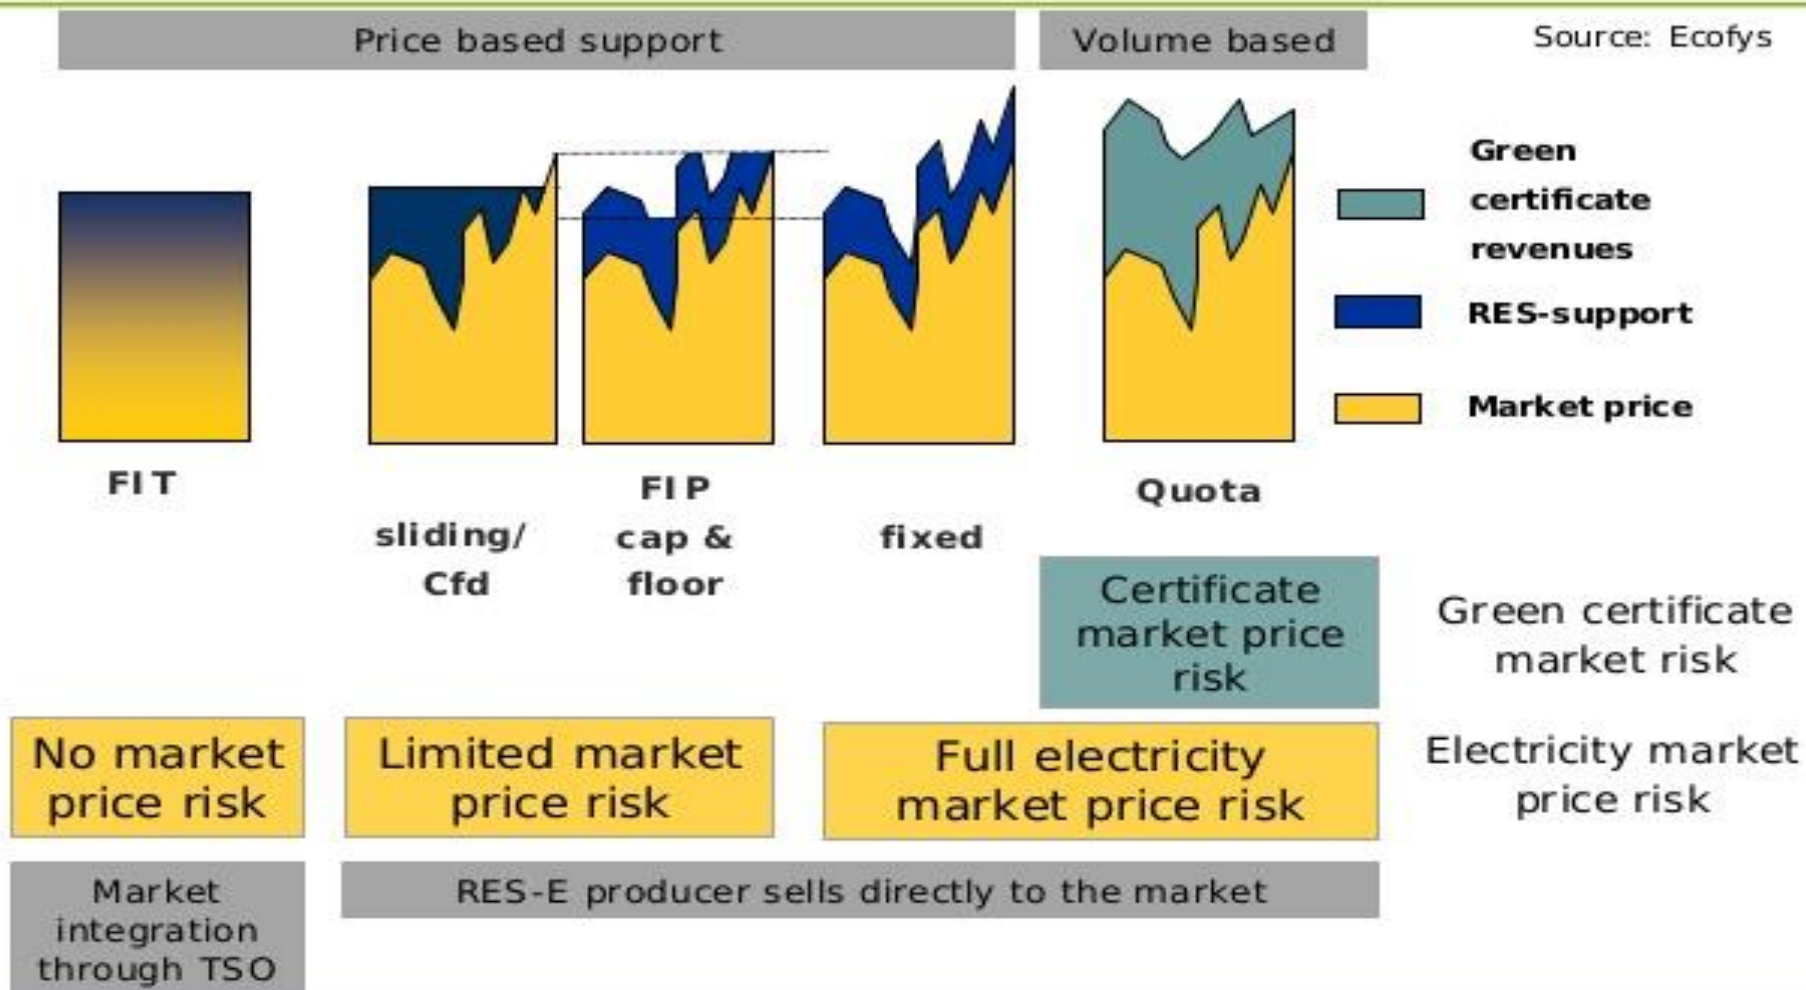 Price based support
Volume based
Source: Ecofys
Green
certificate
revenues
RES-support
Market price
FIT
FIP
Quota
sliding/
Cfd
cap &
floor
fixed
Certificate
market price
risk
Green certificate
market risk
No market
price risk
Limited market
price risk
Full electricity
market price risk
Electricity market
price risk
Market
integration
through TSO
RES-E producer sells directly to the market